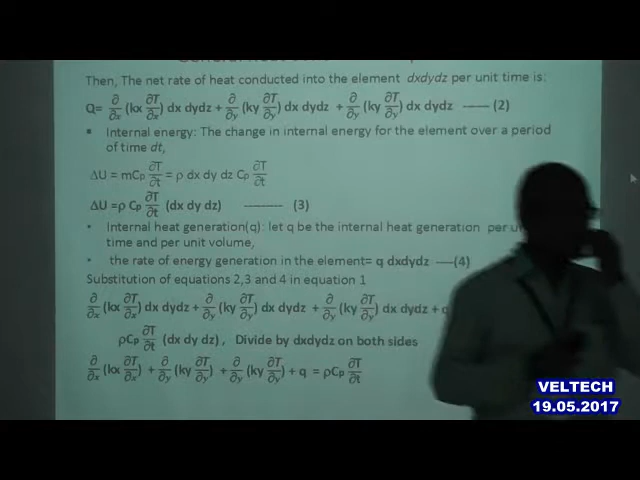 Then, The net rate of heat conducted into the element dxdydz per unit time is:
Q= ∂/∂x (kx ∂T/∂x) dx dydz + ∂/∂y (ky ∂T/∂y) dx dydz + ∂/∂y (ky ∂T/∂y) dx dydz ------ (2)
▪ Internal energy: The change in internal energy for the element over a period
of time dt,
ΔU = mCp ∂T/∂t = ρ dx dy dz Cp ∂T/∂t
ΔU =ρ Cp ∂T/∂t (dx dy dz) --------- (3)
• Internal heat generation(q): let q be the internal heat generation per
time and per unit volume,
• the rate of energy generation in the element= q dxdydz ----(4)
Substitution of equations 2,3 and 4 in equation 1
∂/∂x (kx ∂T/∂x) dx dydz + ∂/∂y (ky ∂T/∂y) dx dydz + ∂/∂y (ky ∂T/∂y) dx dydz +
ρCp ∂T/∂t (dx dy dz), Divide by dxdydz on both sides
∂/∂x (kx ∂T/∂x) + ∂/∂y (ky ∂T/∂y) + ∂/∂y (ky ∂T/∂y) + q = ρCp ∂T/∂t
VELTECH
19.05.2017